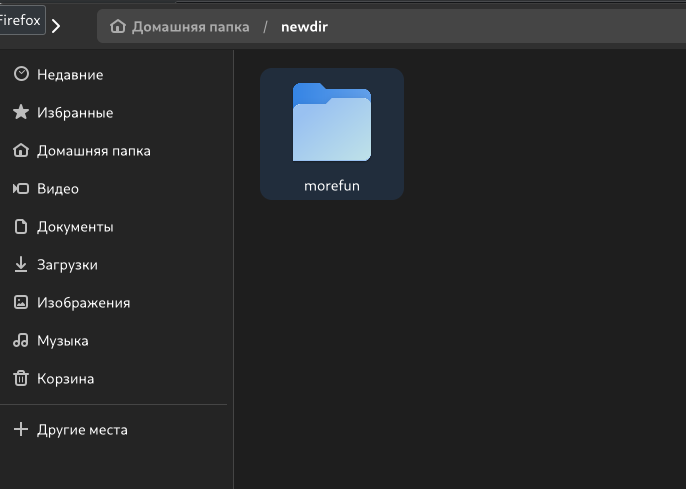 Firefox
Домашняя папка / newdir
Недавние
Избранные
Домашняя папка
Видео
Документы
Загрузки
Изображения
Музыка
Корзина
Другие места
morefun